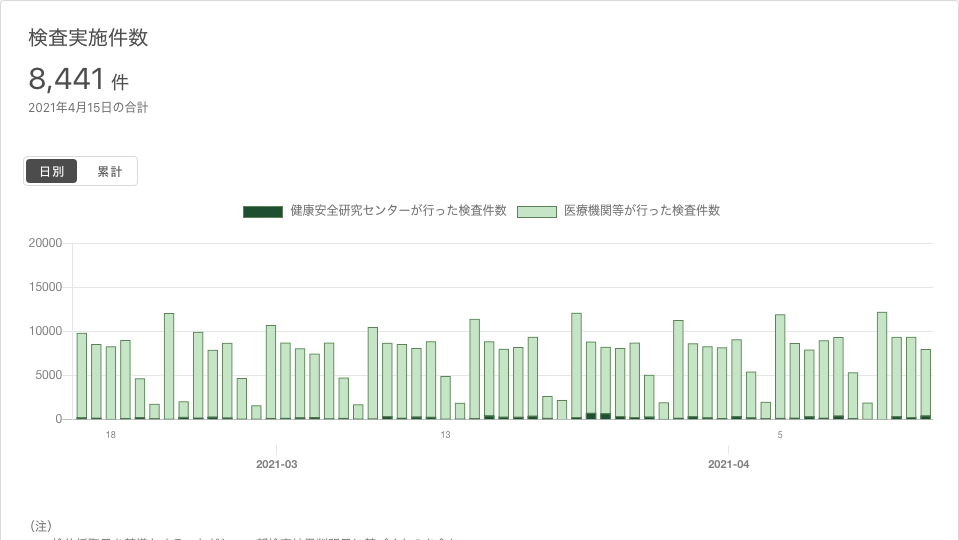 検査実施件数
8,441 件
2021年4月15日の合計
日別 累計
健康安全研究センターが行った検査件数 医療機関等が行った検査件数
20000
15000
10000
5000
0
18 13 5
2021-03 2021-04
（注）